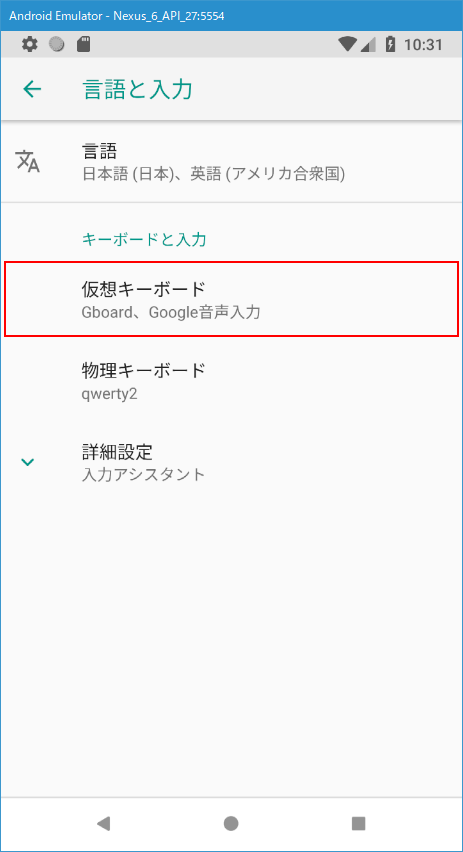 Android Emulator - Nexus_6_API_27:5554
10:31
言語と入力
言語
日本語 (日本)、英語 (アメリカ合衆国)
キーボードと入力
仮想キーボード
Gboard、Google音声入力
物理キーボード
qwerty2
詳細設定
入力アシスタント